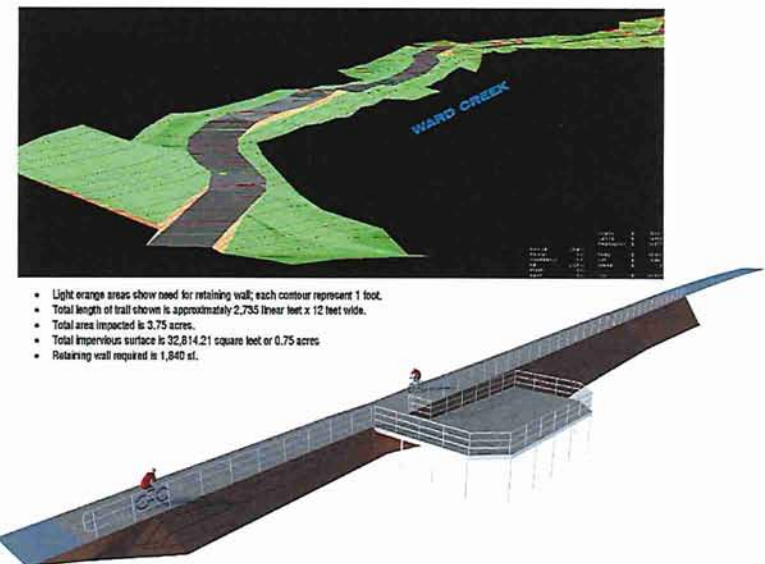 WARD CREEK
• Light orange areas show need for retaining wall; each contour represent 1 foot.
• Total length of trail shown is approximately 2,735 linear feet x 12 feet wide.
• Total area impacted is 3.75 acres.
• Total impervious surface is 32,814.21 square feet or 0.75 acres
• Retaining wall required is 1,840 sf.